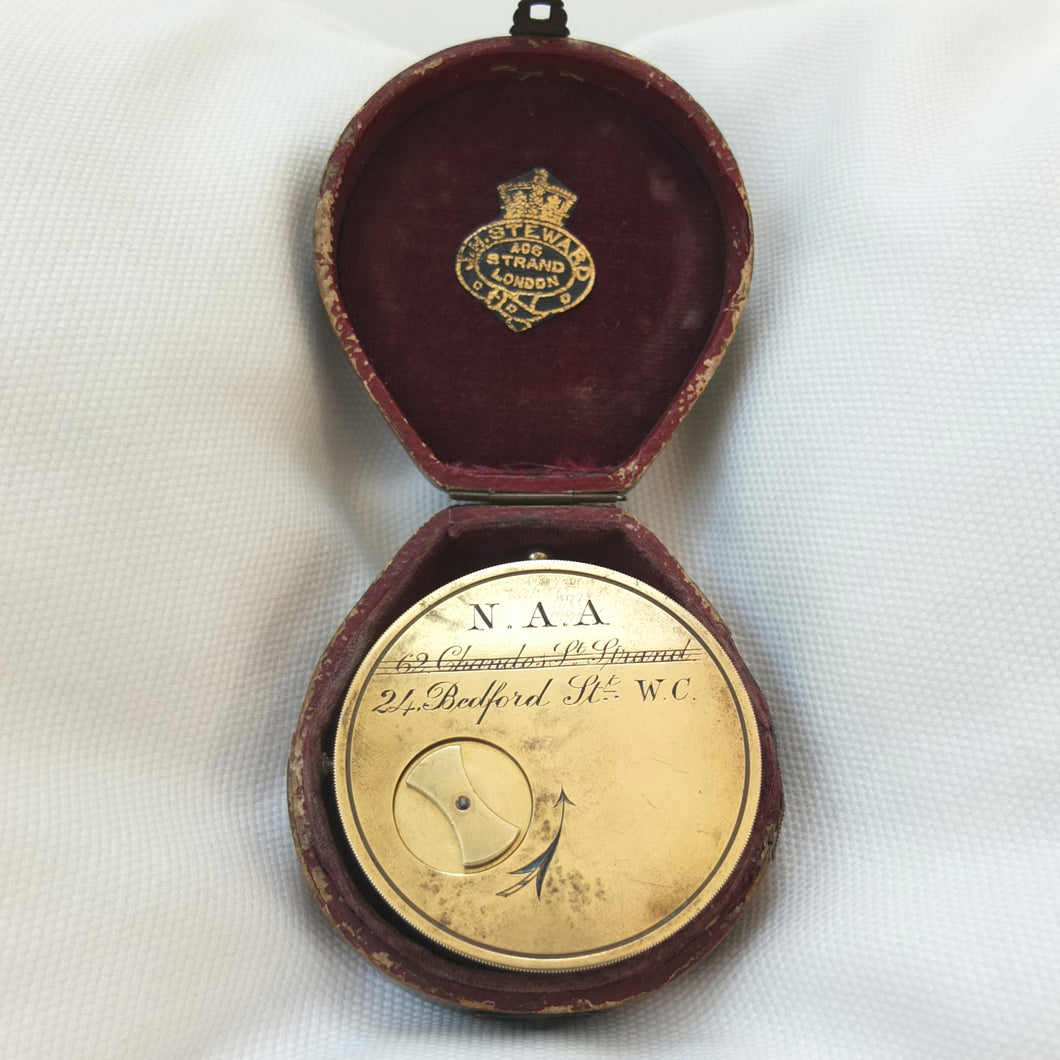 J.H. STEWARD
406
STRAND
LONDON
N.A.A
62, Chandos St. Strand
24, Bedford St. W.C.